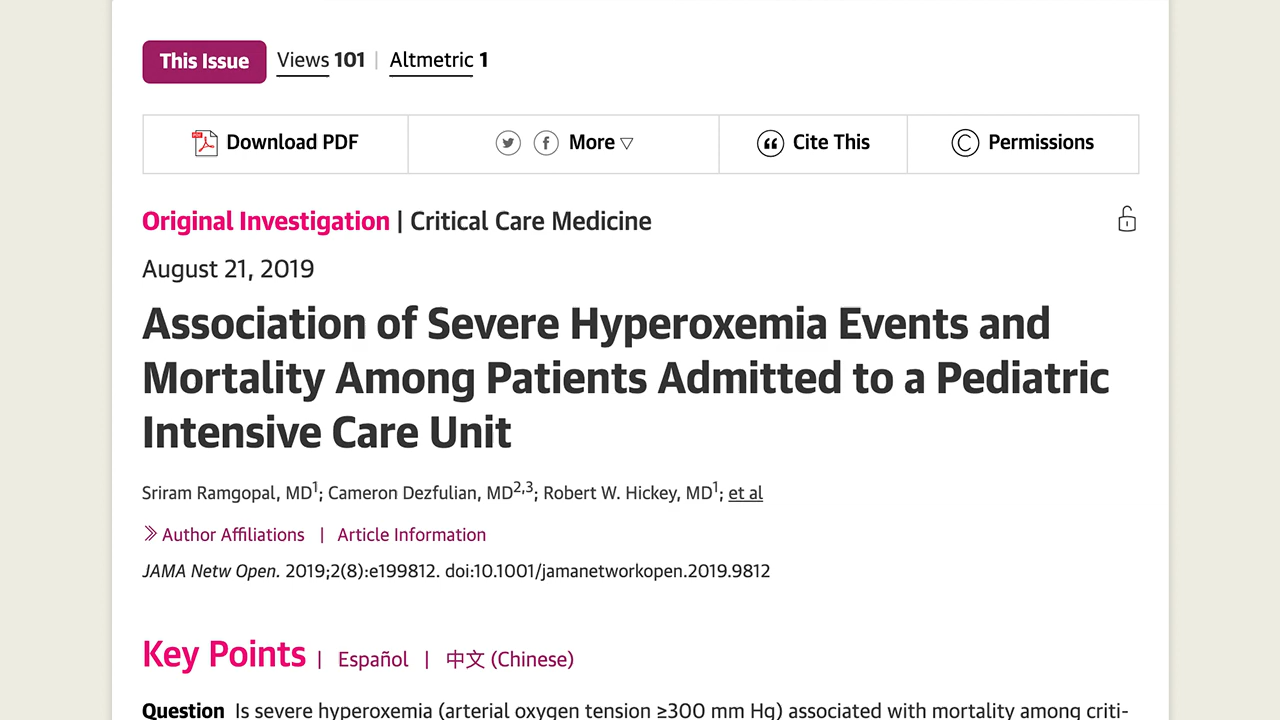 This Issue Views 101 | Altmetric 1
Download PDF More Cite This Permissions
Original Investigation | Critical Care Medicine
August 21, 2019
Association of Severe Hyperoxemia Events and
Mortality Among Patients Admitted to a Pediatric
Intensive Care Unit
Sriram Ramgopal, MD1; Cameron Dezfulian, MD2,3; Robert W. Hickey, MD1; et al
Author Affiliations | Article Information
JAMA Netw Open. 2019;2(8):e199812. doi:10.1001/jamanetworkopen.2019.9812
Key Points | Español | 中文 (Chinese)
Question Is severe hyperoxemia (arterial oxygen tension ≥300 mm Hg) associated with mortality among criti-